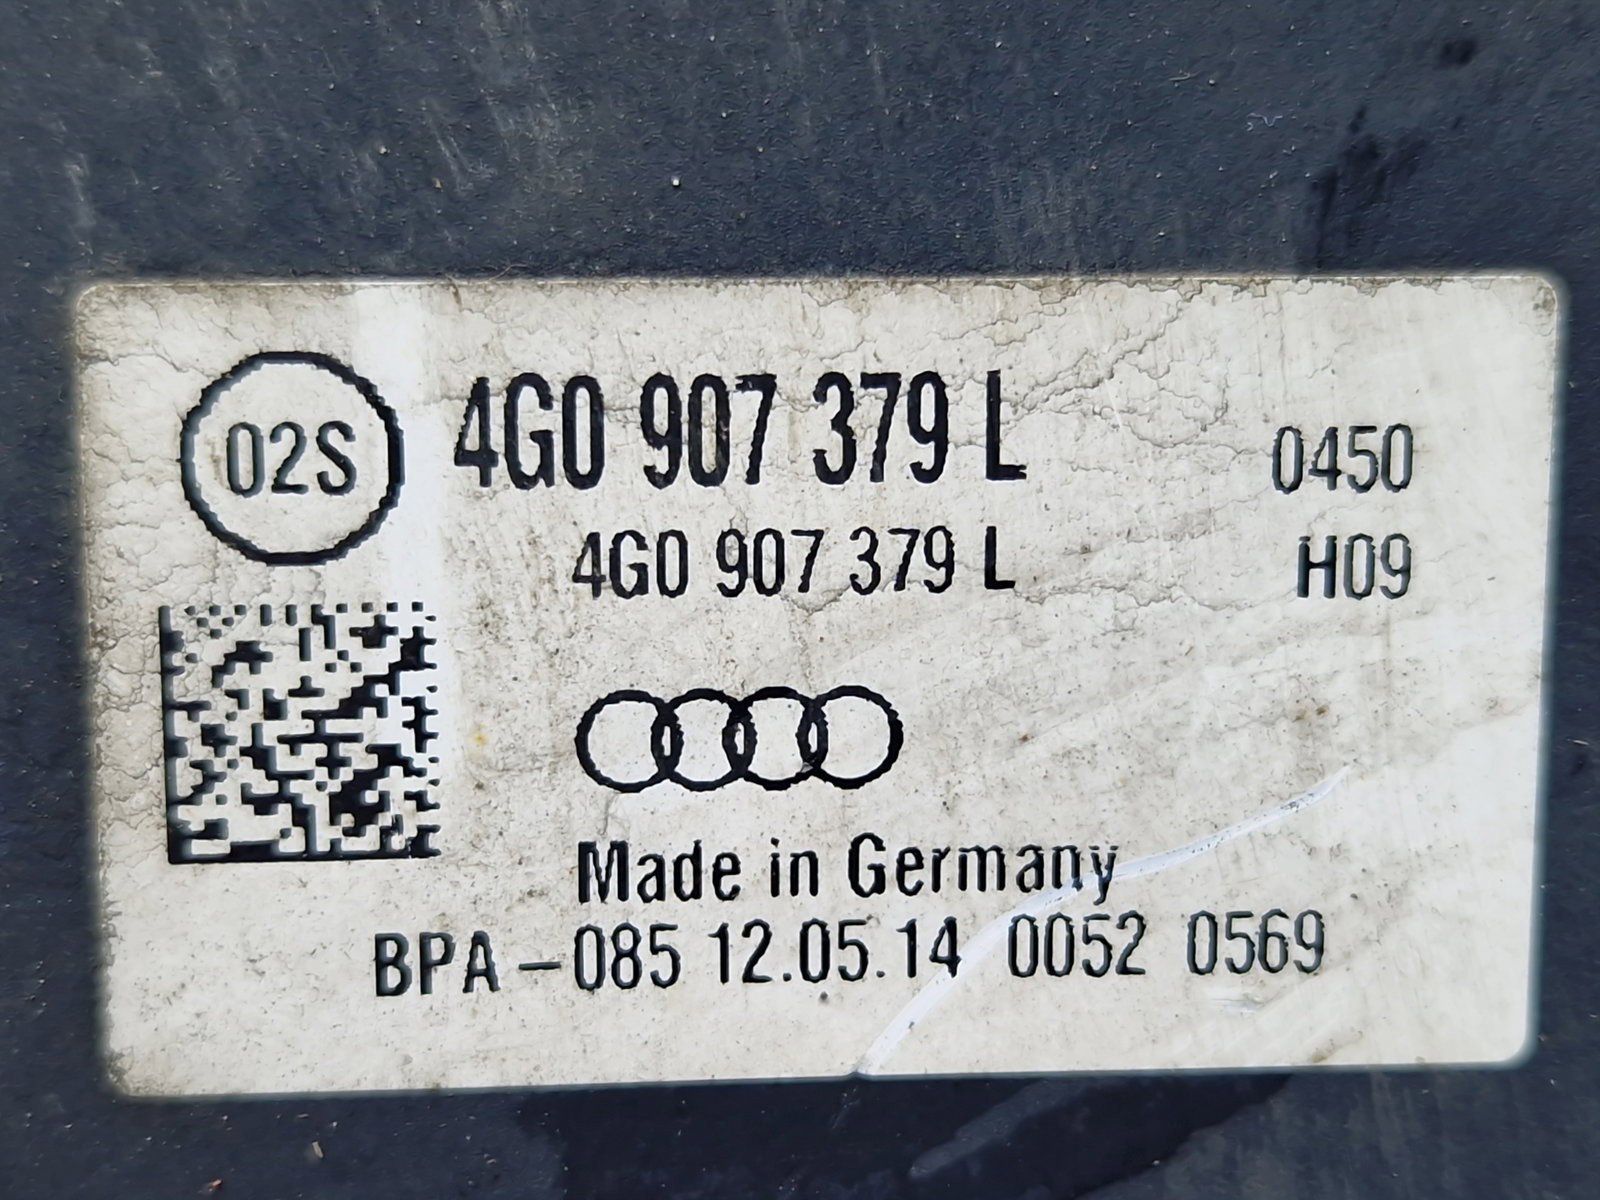 02S 4G0 907 379 L 0450
4G0 907 379 L H09
Made in Germany
BPA-085 12.05.14 0052 0569